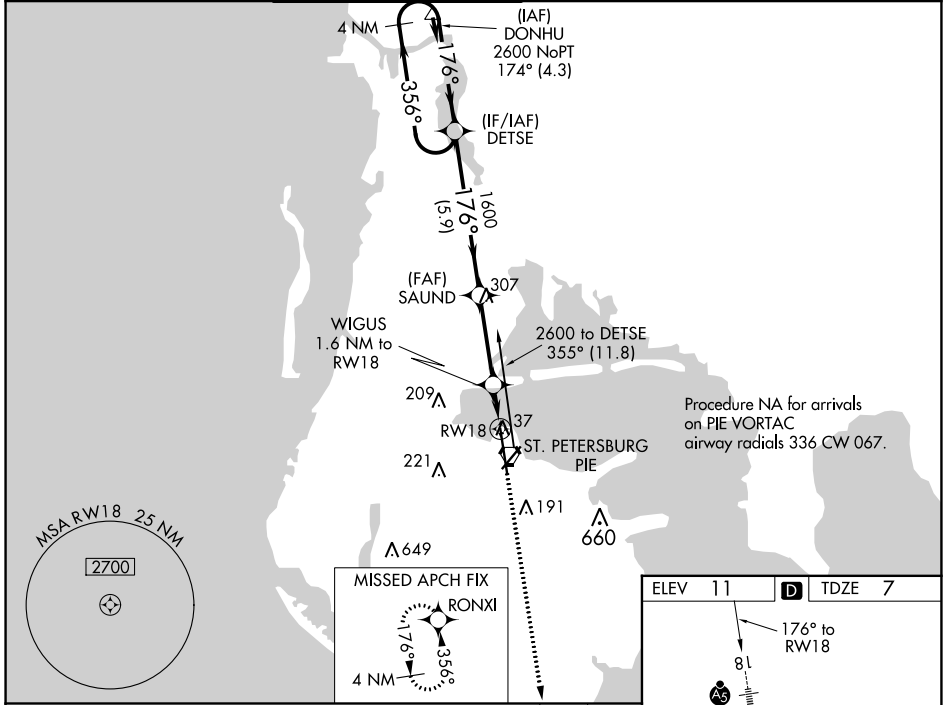 4 NM
(IAF)
DONHU
2600 NoPT
174° (4.3)
176°
356°
(IF/IAF)
DETSE
1600
176°
(5.9)
(FAF)
SAUND
307
WIGUS
1.6 NM to
RW18
2600 to DETSE
355° (11.8)
209
RW18
37
Procedure NA for arrivals
on PIE VORTAC
airway radials 336 CW 067.
ST. PETERSBURG
PIE
221
191
660
649
MSA RW18 25 NM
2700
MISSED APCH FIX
RONXI
176°
356°
4 NM
ELEV 11 D TDZE 7
176° to
RW18
18
A5